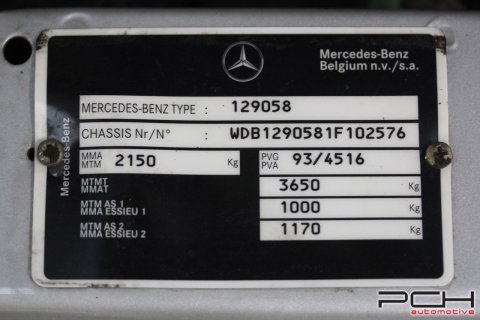 Mercedes-Benz
Belgium n.v./s.a.
Mercedes-Benz
MERCEDES-BENZ TYPE : 129058
CHASSIS Nr/N° : WDB1290581F102576
MMA MTM 2150 Kg PVG PVA 93/4516
MTMT MMAT 3650 Kg
MTM AS 1 MMA ESSIEU 1 1000 Kg
MTM AS 2 MMA ESSIEU 2 1170 Kg
PCH
automotive